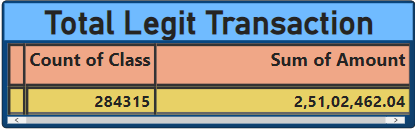 Total Legit Transaction
Count of Class Sum of Amount
284315 2,51,02,462.04